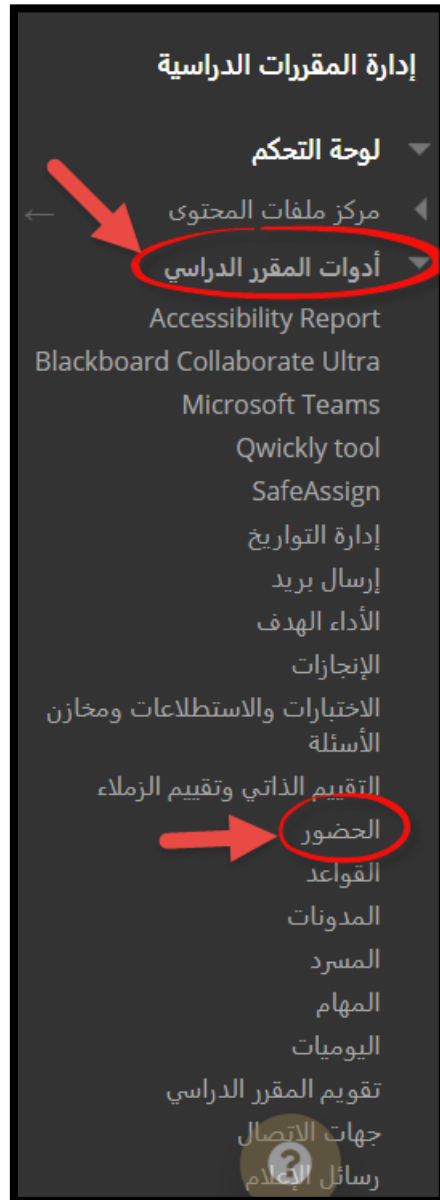 إدارة المقررات الدراسية
لوحة التحكم
مركز ملفات المحتوى
أدوات المقرر الدراسي
Accessibility Report
Blackboard Collaborate Ultra
Microsoft Teams
Qwickly tool
SafeAssign
إدارة التواريخ
إرسال بريد
الأداء الهدف
الإنجازات
الاختبارات والاستطلاعات ومخازن
الأسئلة
التقييم الذاتي وتقييم الزملاء
الحضور
القواعد
المدونات
المسرد
المهام
اليوميات
تقويم المقرر الدراسي
جهات الاتصال
رسائل الإعلام
?